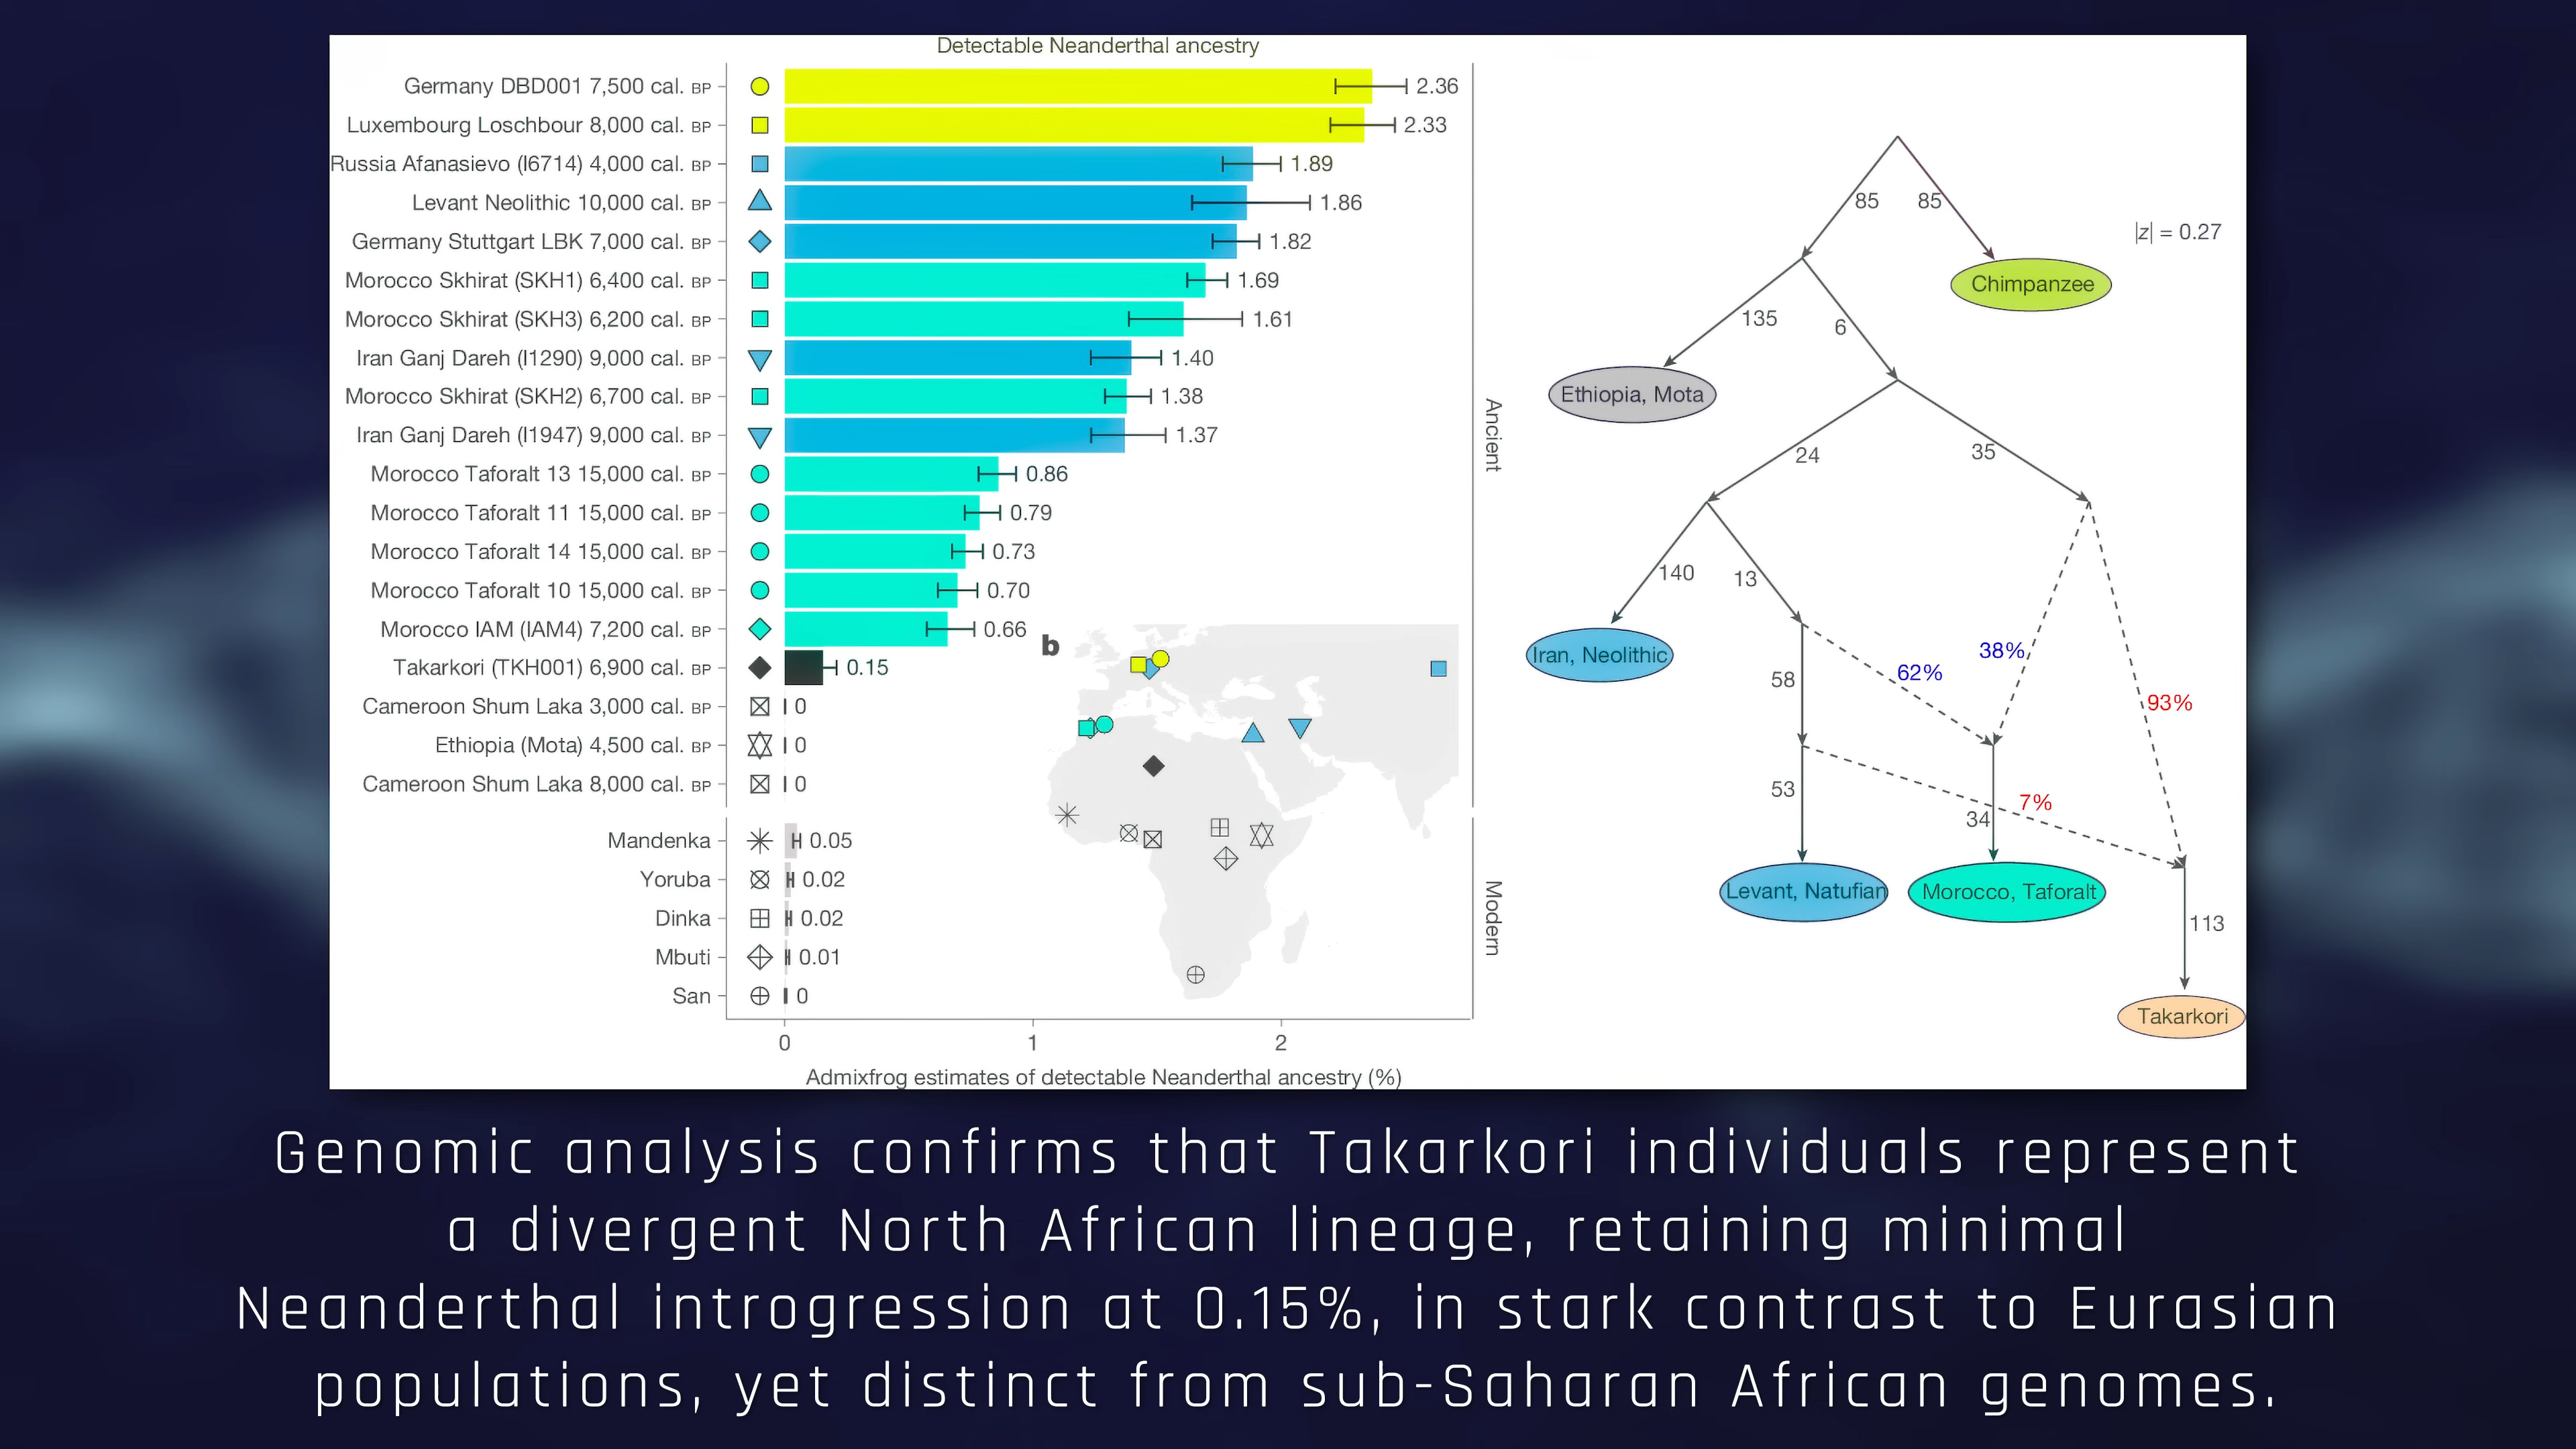 Detectable Neanderthal ancestry
Germany DBD001 7,500 cal. BP 2.36
Luxembourg Loschbour 8,000 cal. BP 2.33
Russia Afanasievo (I6714) 4,000 cal. BP 1.89
Levant Neolithic 10,000 cal. BP 1.86
Germany Stuttgart LBK 7,000 cal. BP 1.82
Morocco Skhirat (SKH1) 6,400 cal. BP 1.69
Morocco Skhirat (SKH3) 6,200 cal. BP 1.61
Iran Ganj Dareh (I1290) 9,000 cal. BP 1.40
Morocco Skhirat (SKH2) 6,700 cal. BP 1.38
Iran Ganj Dareh (I1947) 9,000 cal. BP 1.37
Morocco Taforalt 13 15,000 cal. BP 0.86
Morocco Taforalt 11 15,000 cal. BP 0.79
Morocco Taforalt 14 15,000 cal. BP 0.73
Morocco Taforalt 10 15,000 cal. BP 0.70
Morocco IAM (IAM4) 7,200 cal. BP 0.66
Takarkori (TKH001) 6,900 cal. BP 0.15
Cameroon Shum Laka 3,000 cal. BP 0
Ethiopia (Mota) 4,500 cal. BP 0
Cameroon Shum Laka 8,000 cal. BP 0
Mandenka 0.05
Yoruba 0.02
Dinka 0.02
Mbuti 0.01
San 0
0 1 2
Admixfrog estimates of detectable Neanderthal ancestry (%)
Ancient
Modern
b
85 85
|z| = 0.27
Chimpanzee
135 6
Ethiopia, Mota
24 35
140 13
Iran, Neolithic
38%
62%
58
93%
53
7%
34
Levant, Natufian
Morocco, Taforalt
113
Takarkori
Genomic analysis confirms that Takarkori individuals represent
a divergent North African lineage, retaining minimal
Neanderthal introgression at 0.15%, in stark contrast to Eurasian
populations, yet distinct from sub-Saharan African genomes.